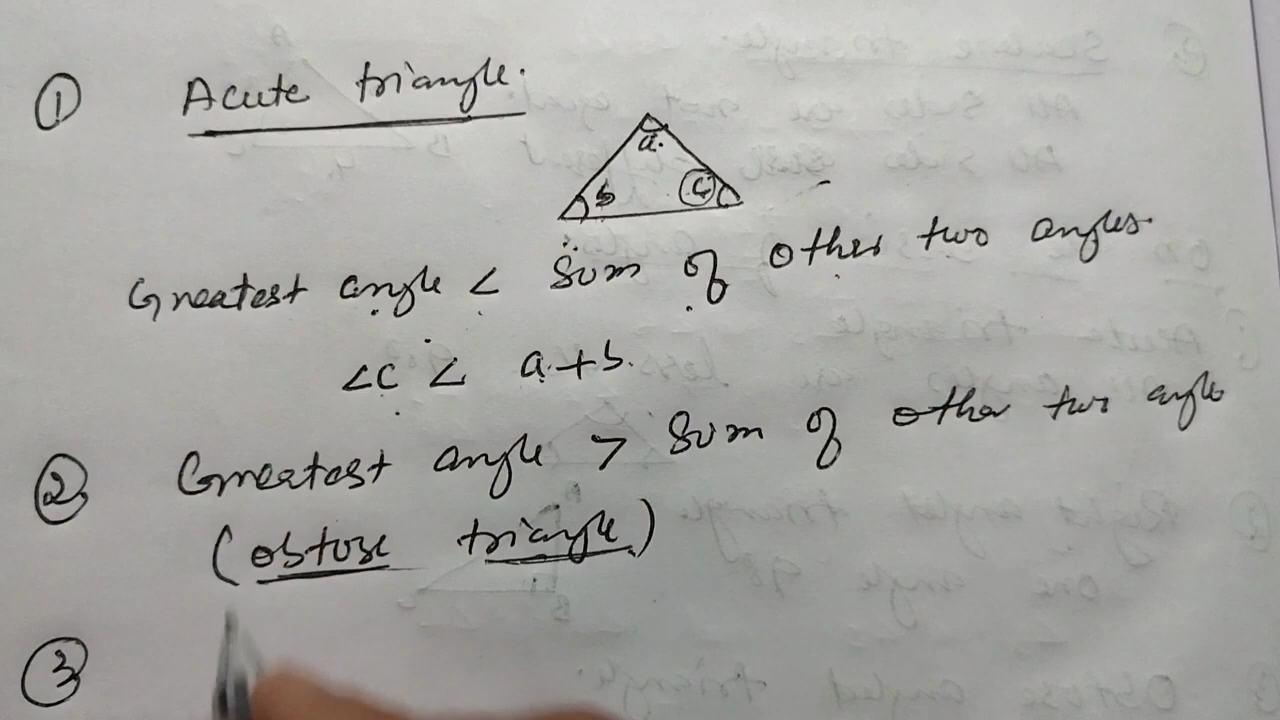 ① Acute triangle.
a.
b
c
Greatest angle < Sum of other two angles.
<c < a+b.
② Greatest angle > Sum of other two angle
(obtuse triangle)
③